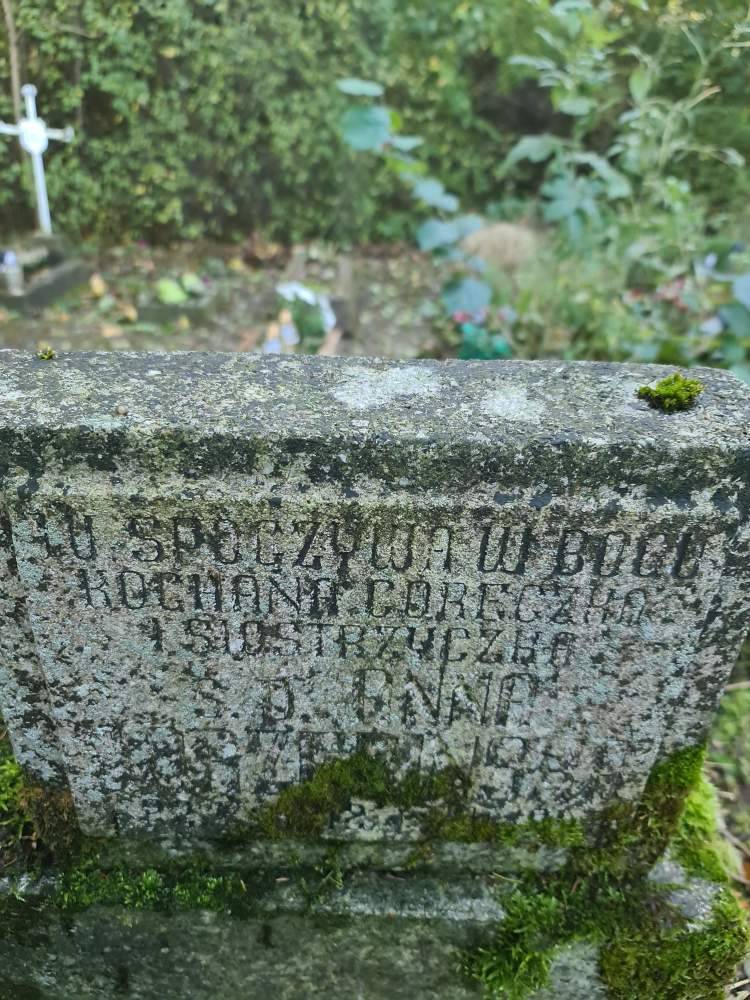 TU SPOCZYWA W BOGU
KOCHANA CÓRECZKA
I SIOSTRZYCZKA
Ś. P. ANNA